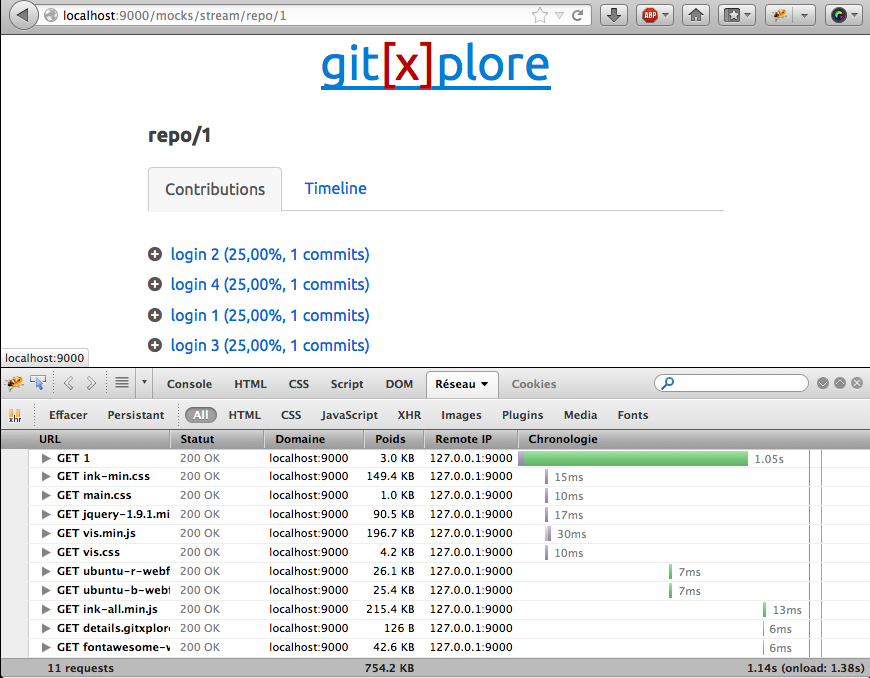 localhost:9000/mocks/stream/repo/1
ABP
git[x]plore
repo/1
Contributions Timeline
login 2 (25,00%, 1 commits)
login 4 (25,00%, 1 commits)
login 1 (25,00%, 1 commits)
login 3 (25,00%, 1 commits)
localhost:9000
Console HTML CSS Script DOM Réseau Cookies
xhr Effacer Persistant All HTML CSS JavaScript XHR Images Plugins Media Fonts
URL Statut Domaine Poids Remote IP Chronologie
GET 1 200 OK localhost:9000 3.0 KB 127.0.0.1:9000 1.05s
GET ink-min.css 200 OK localhost:9000 149.4 KB 127.0.0.1:9000 15ms
GET main.css 200 OK localhost:9000 1.0 KB 127.0.0.1:9000 10ms
GET jquery-1.9.1.mi 200 OK localhost:9000 90.5 KB 127.0.0.1:9000 17ms
GET vis.min.js 200 OK localhost:9000 196.7 KB 127.0.0.1:9000 30ms
GET vis.css 200 OK localhost:9000 4.2 KB 127.0.0.1:9000 10ms
GET ubuntu-r-webf 200 OK localhost:9000 26.1 KB 127.0.0.1:9000 7ms
GET ubuntu-b-webf 200 OK localhost:9000 25.4 KB 127.0.0.1:9000 7ms
GET ink-all.min.js 200 OK localhost:9000 215.4 KB 127.0.0.1:9000 13ms
GET details.gitxplore 200 OK localhost:9000 126 B 127.0.0.1:9000 6ms
GET fontawesome-w 200 OK localhost:9000 42.6 KB 127.0.0.1:9000 6ms
11 requests 754.2 KB 1.14s (onload: 1.38s)